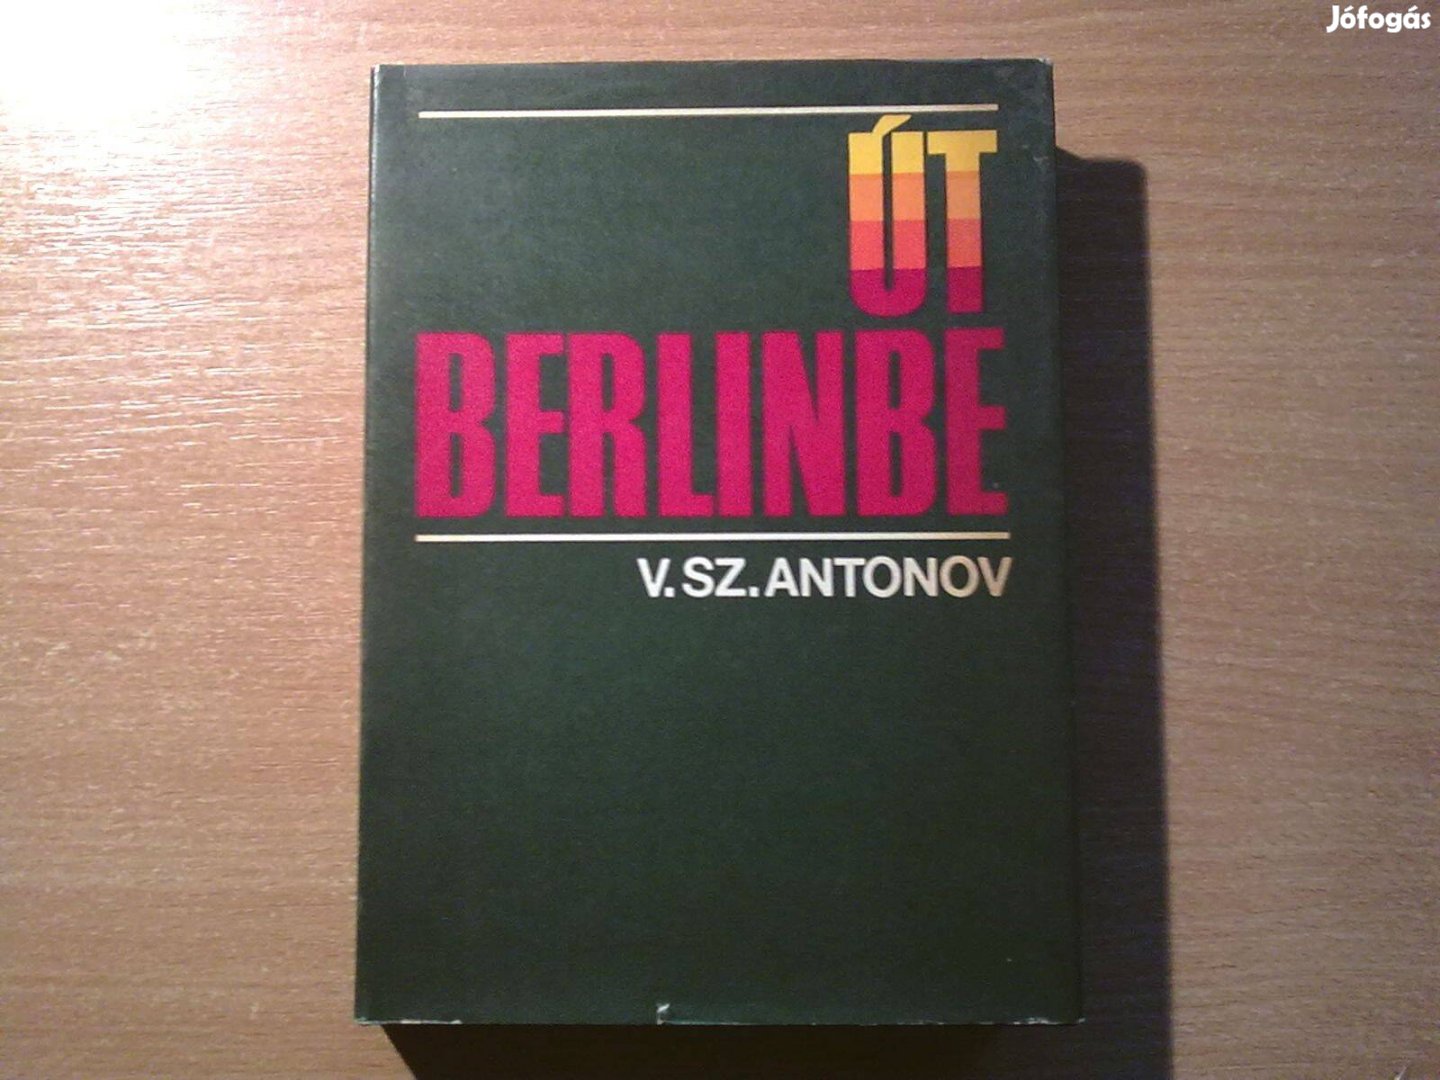 Jófogás
ÚT
BERLINBE
V. SZ. ANTONOV